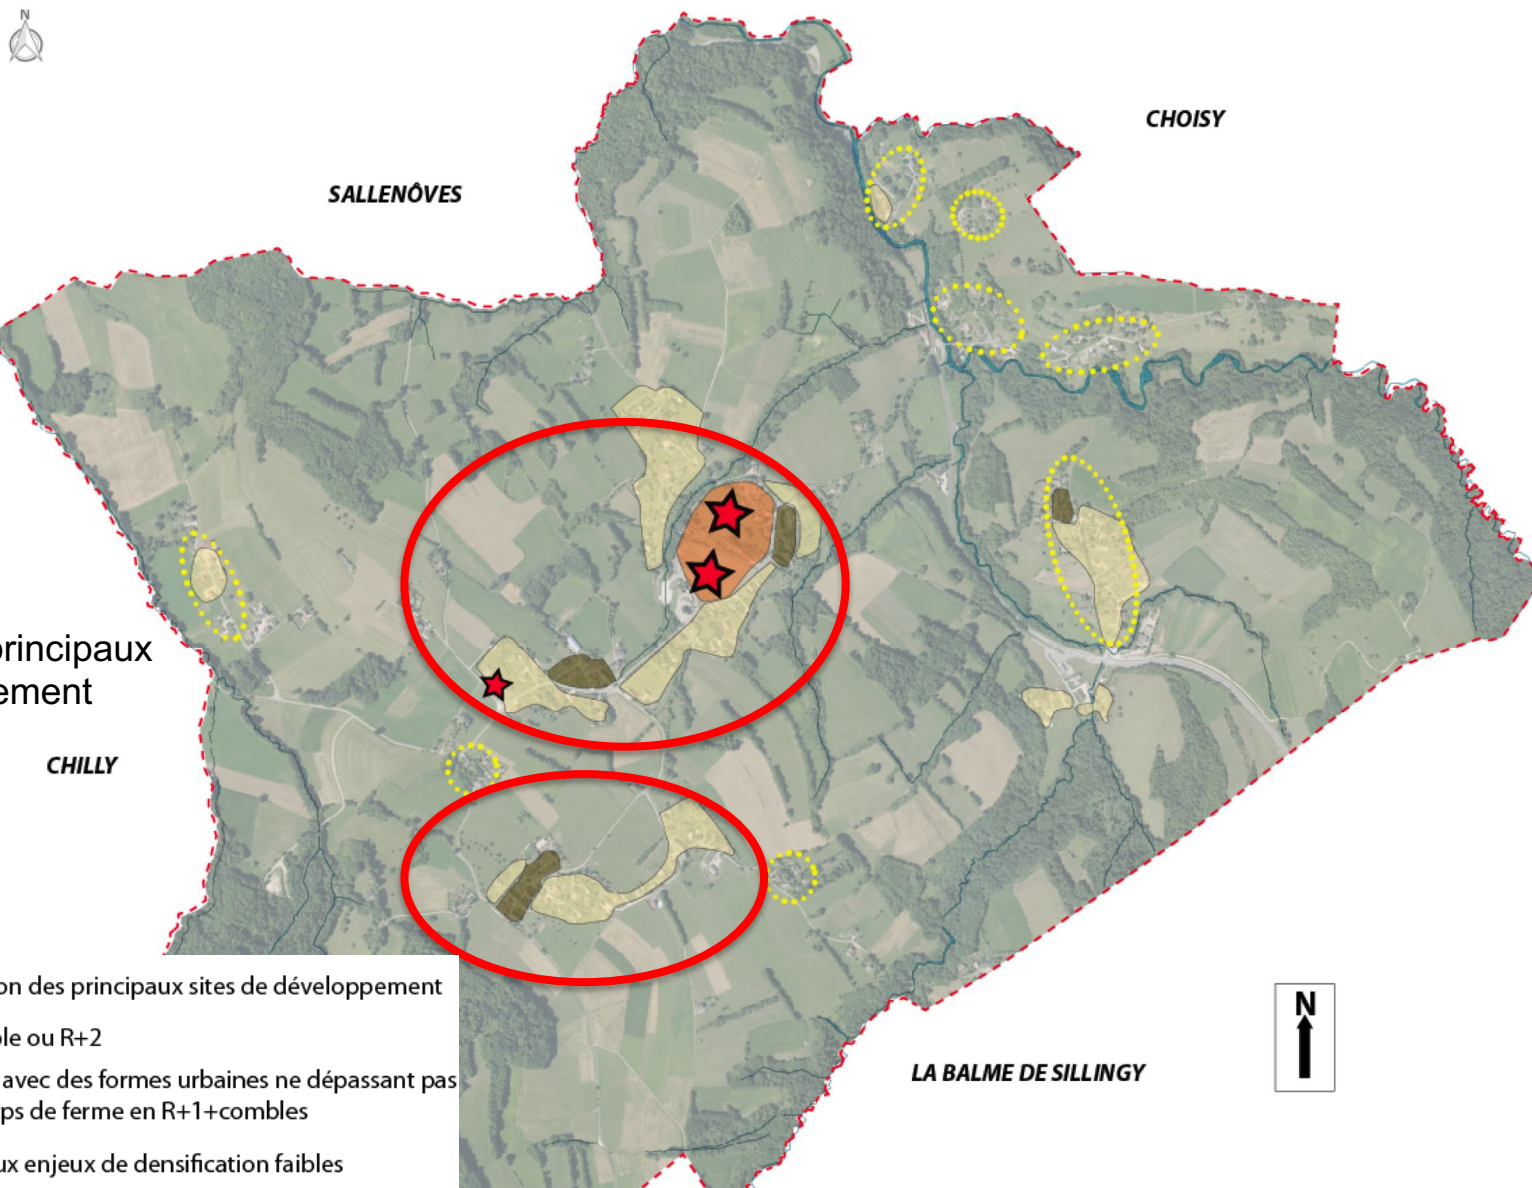 N
CHOISY
SALLENÔVES
principaux
ement
CHILLY
on des principaux sites de développement
ble ou R+2
avec des formes urbaines ne dépassant pas
ps de ferme en R+1+combles
ux enjeux de densification faibles
N
LA BALME DE SILLINGY